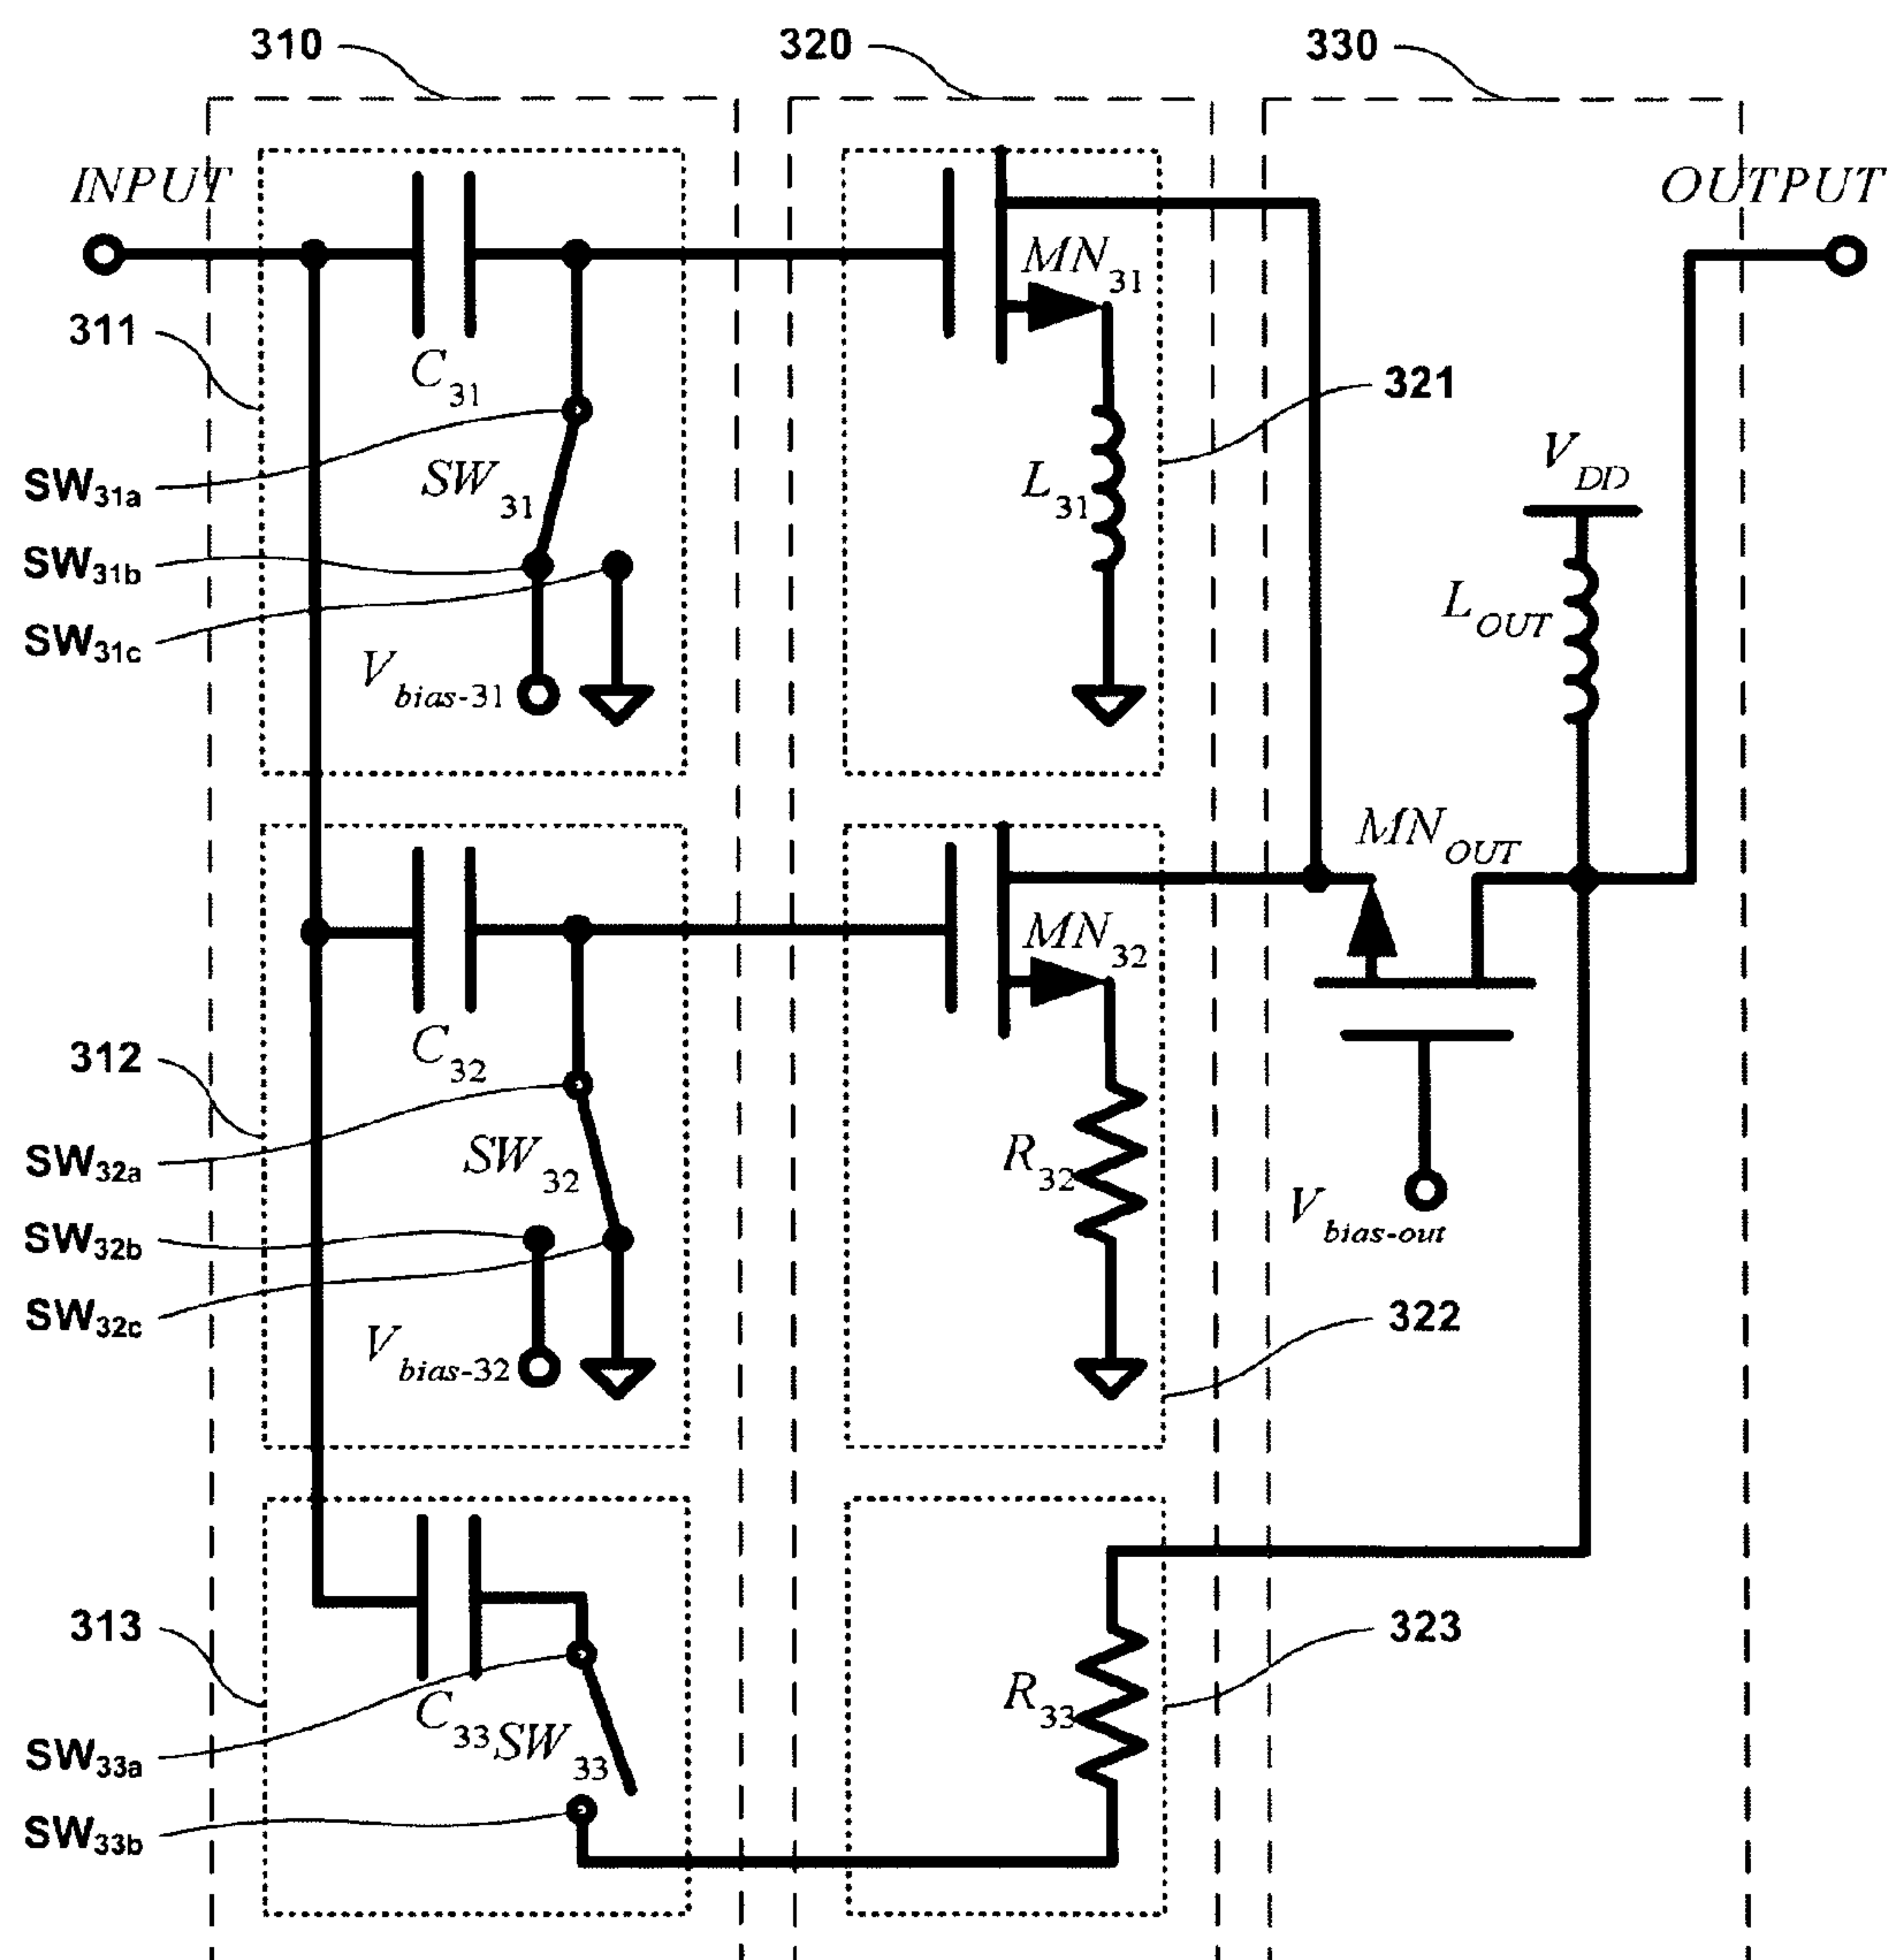 310
320
330
INPUT
OUTPUT
MN31
311
C31
321
SW31a
SW31
L31
VDD
SW31b
LOUT
SW31c
Vbias-31
MNOUT
MN32
312
C32
SW32a
SW32
R32
Vbias-out
SW32b
SW32c
Vbias-32
322
313
323
C33
R33
SW33
SW33a
SW33b